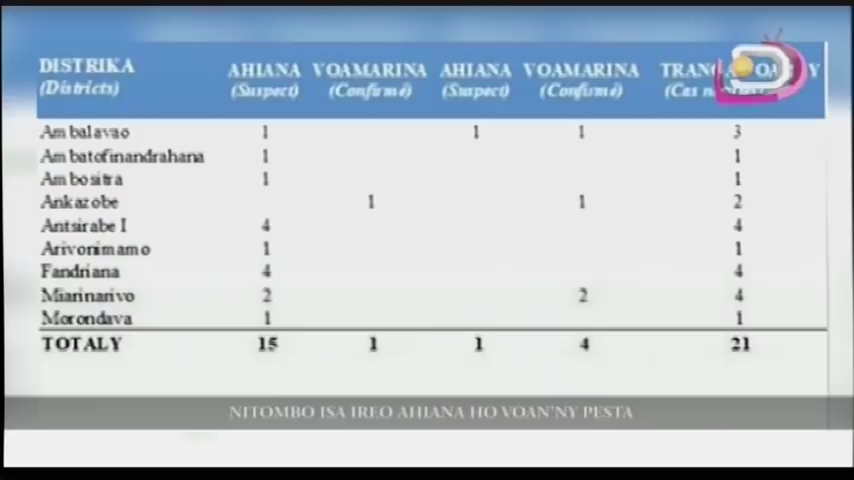 DISTRIKA AHIANA VOAMARINA AHIANA VOAMARINA
(Districts) (Suspect) (Confirmé) (Suspect) (Confirmé)
Ambalavao 1 1 1 3
Ambatofinandrahana 1 1
Ambositra 1 1
Ankazobe 1 1 2
Antsirabe I 4 4
Arivonimamo 1 1
Fandriana 4 4
Miarinarivo 2 2 4
Morondava 1 1
TOTALY 15 1 1 4 21
NITOMBO ISA IREO AHIANA HO VOAN'NY PESTA